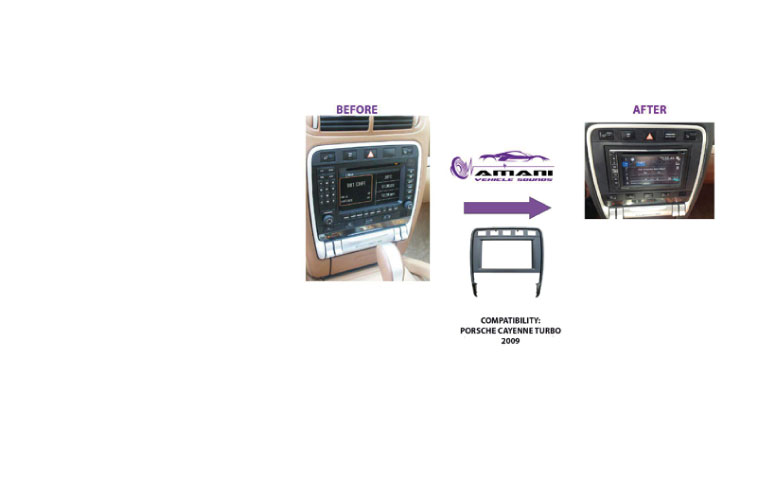 BEFORE
AFTER
AMANI
VEHICLE SOUNDS
COMPATIBILITY:
PORSCHE CAYENNE TURBO
2009